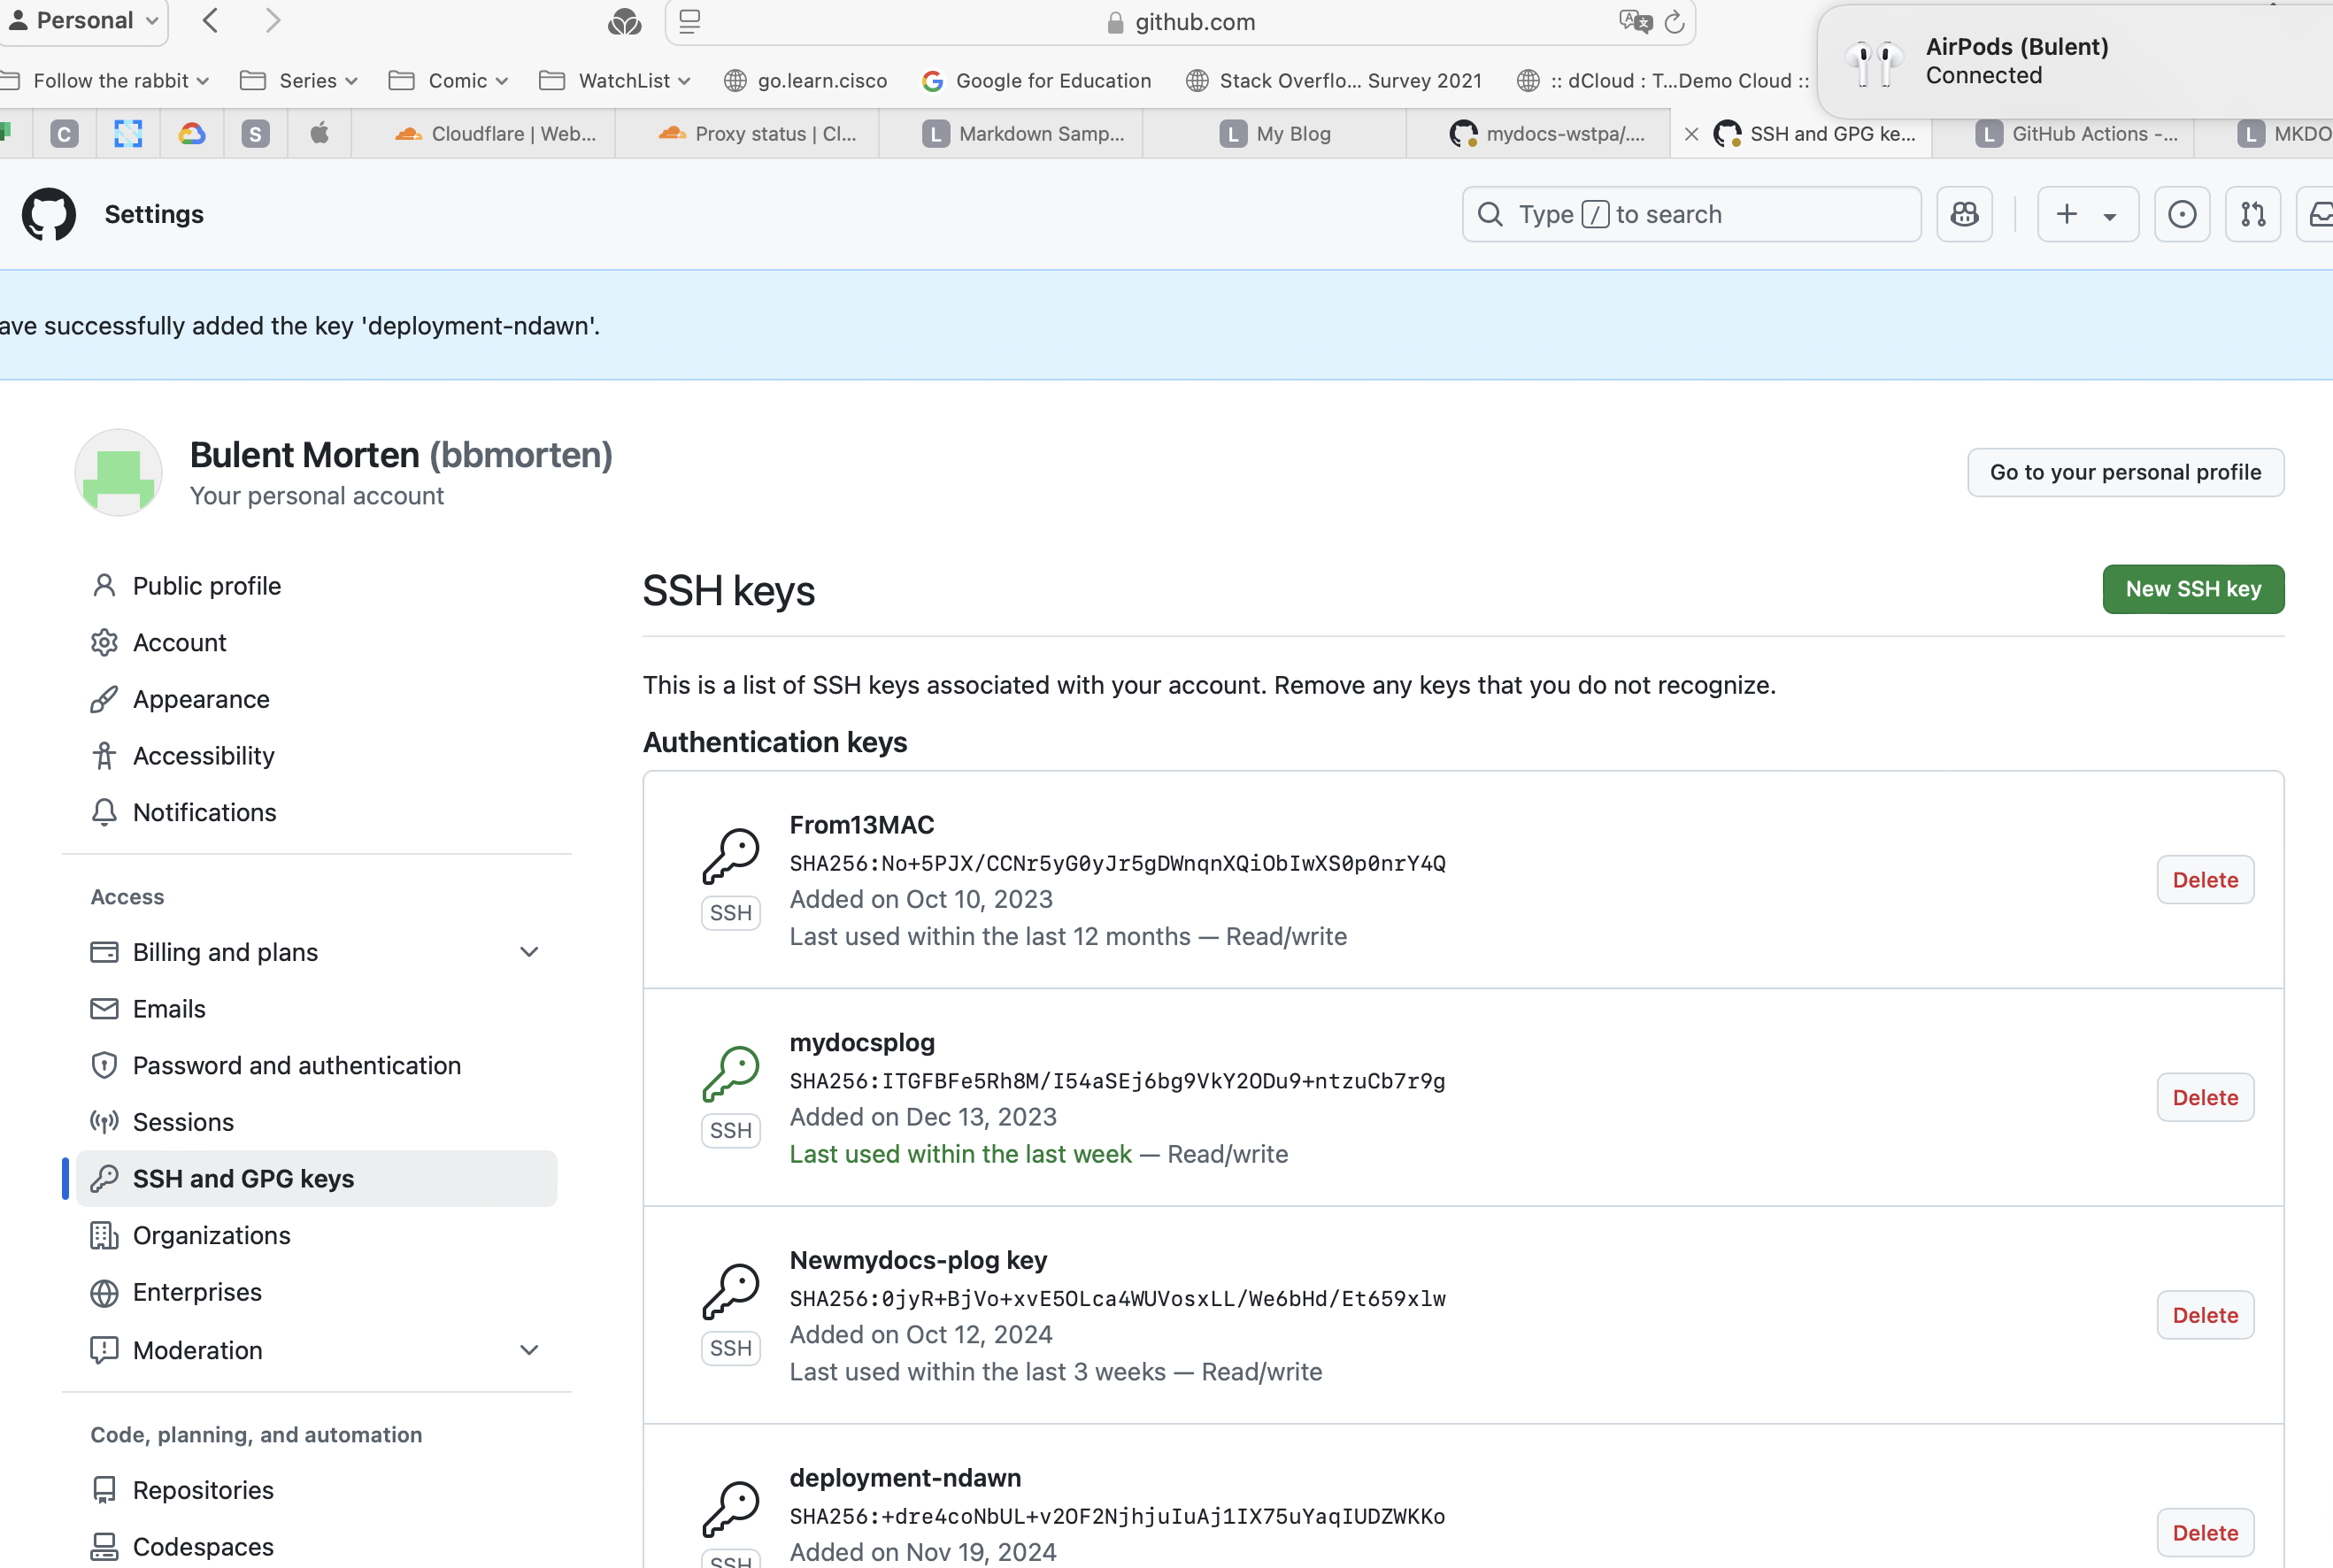 Personal
github.com
AirPods (Bulent)
Connected
Follow the rabbit
Series
Comic
WatchList
go.learn.cisco
Google for Education
Stack Overflo... Survey 2021
:: dCloud : T...Demo Cloud ::
C
S
Cloudflare | Web...
Proxy status | Cl...
L Markdown Samp...
L My Blog
mydocs-wstpa/....
SSH and GPG ke...
L GitHub Actions -...
L MKDO
Settings
Type / to search
ave successfully added the key 'deployment-ndawn'.
Bulent Morten (bbmorten)
Your personal account
Go to your personal profile
Public profile
Account
Appearance
Accessibility
Notifications
Access
Billing and plans
Emails
Password and authentication
Sessions
SSH and GPG keys
Organizations
Enterprises
Moderation
Code, planning, and automation
Repositories
Codespaces
SSH keys
New SSH key
This is a list of SSH keys associated with your account. Remove any keys that you do not recognize.
Authentication keys
From13MAC
SHA256:No+5PJX/CCNr5yG0yJr5gDWnqnXQiObIwXS0p0nrY4Q
Added on Oct 10, 2023
Last used within the last 12 months — Read/write
SSH
Delete
mydocsplog
SHA256:ITGFBFe5Rh8M/I54aSEj6bg9VkY2ODu9+ntzuCb7r9g
Added on Dec 13, 2023
Last used within the last week — Read/write
SSH
Delete
Newmydocs-plog key
SHA256:0jyR+BjVo+xvE5OLca4WUVosxLL/We6bHd/Et659xlw
Added on Oct 12, 2024
Last used within the last 3 weeks — Read/write
SSH
Delete
deployment-ndawn
SHA256:+dre4coNbUL+v2OF2NjhjuIuAj1IX75uYaqIUDZWKKo
Added on Nov 19, 2024
SSH
Delete